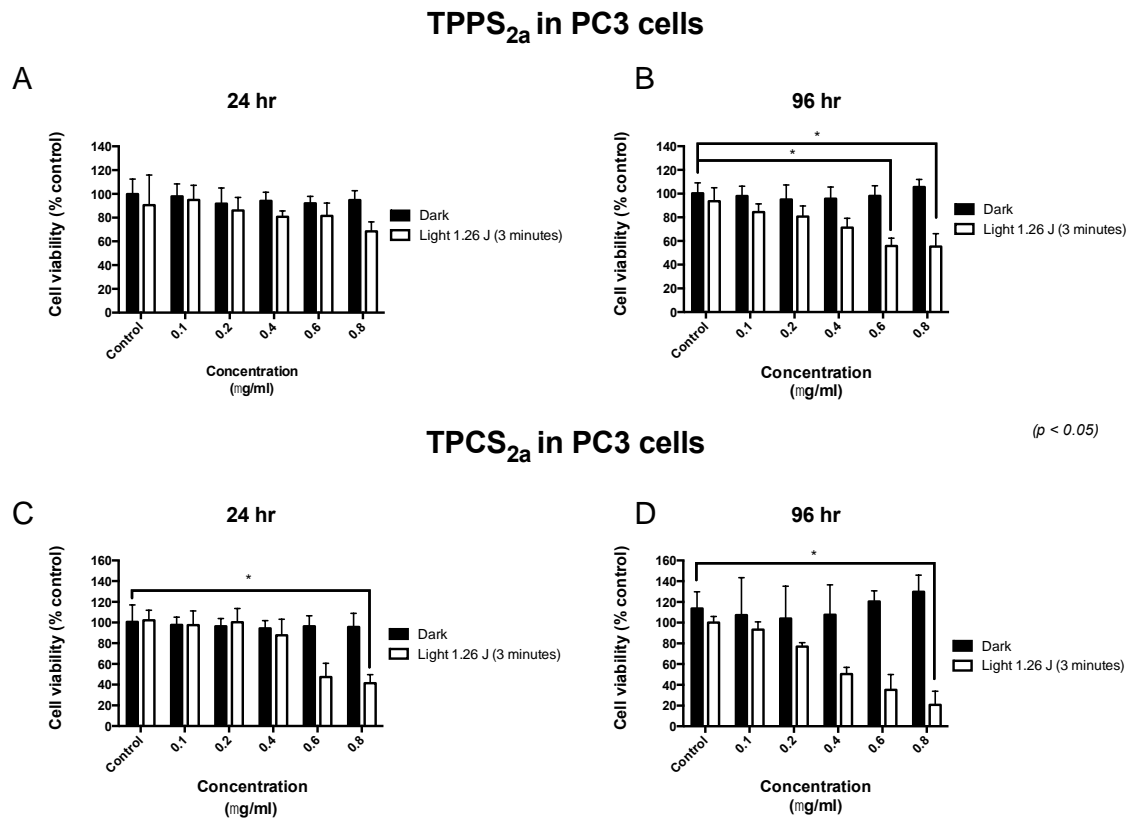 TPPS2a in PC3 cells
A
24 hr
Cell viability (% control)
140
120
100
80
60
40
20
0
Control
0.1
0.2
0.4
0.6
0.8
Concentration
(mg/ml)
Dark
Light 1.26 J (3 minutes)
B
96 hr
*
*
Cell viability (% control)
140
120
100
80
60
40
20
0
Control
0.1
0.2
0.4
0.6
0.8
Concentration
(mg/ml)
Dark
Light 1.26 J (3 minutes)
(p < 0.05)
TPCS2a in PC3 cells
C
24 hr
*
Cell viability (% control)
160
140
120
100
80
60
40
20
0
Control
0.1
0.2
0.4
0.6
0.8
Concentration
(mg/ml)
Dark
Light 1.26 J (3 minutes)
D
96 hr
*
Cell viability (% control)
160
140
120
100
80
60
40
20
0
Control
0.1
0.2
0.4
0.6
0.8
Concentration
(mg/ml)
Dark
Light 1.26 J (3 minutes)